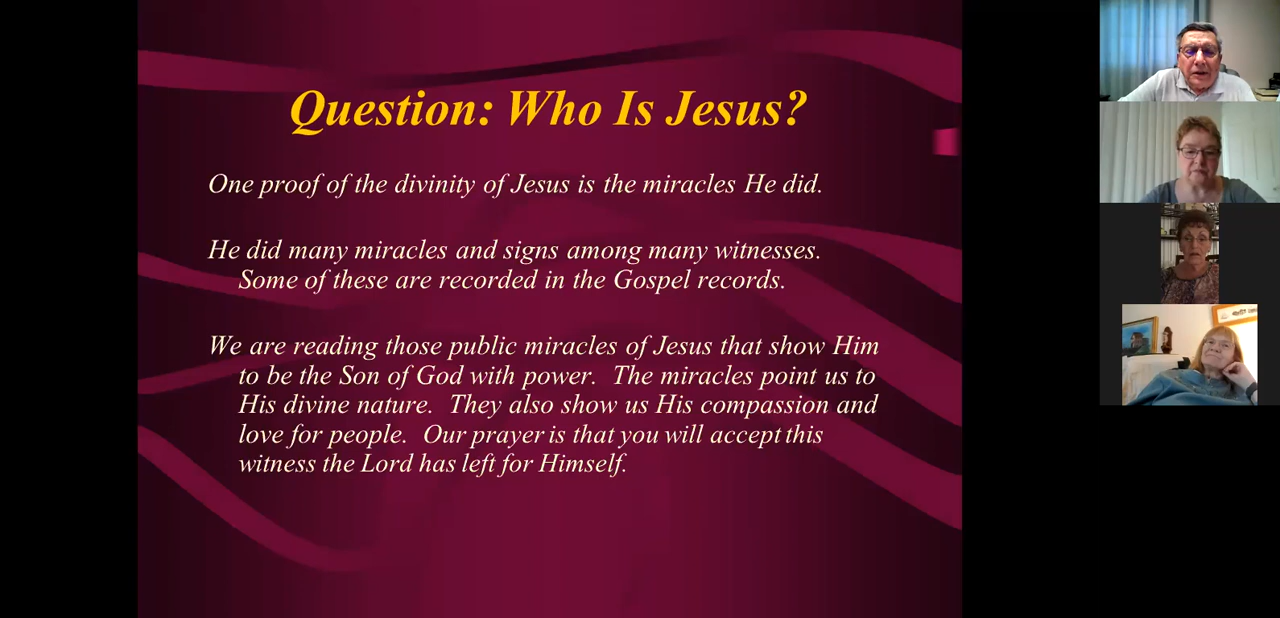 Question: Who Is Jesus?
One proof of the divinity of Jesus is the miracles He did.
He did many miracles and signs among many witnesses.
Some of these are recorded in the Gospel records.
We are reading those public miracles of Jesus that show Him
to be the Son of God with power. The miracles point us to
His divine nature. They also show us His compassion and
love for people. Our prayer is that you will accept this
witness the Lord has left for Himself.